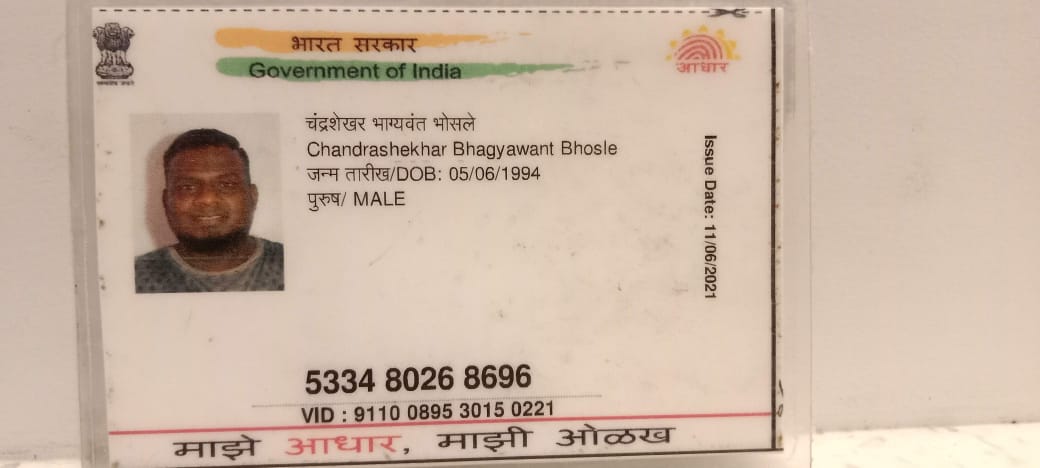 भारत सरकार
Government of India
आधार
चंद्रशेखर भाग्यवंत भोसले
Chandrashekhar Bhagyawant Bhosle
जन्म तारीख/DOB: 05/06/1994
पुरुष/ MALE
Issue Date: 11/06/2021
5334 8026 8696
VID : 9110 0895 3015 0221
माझे आधार, माझी ओळख